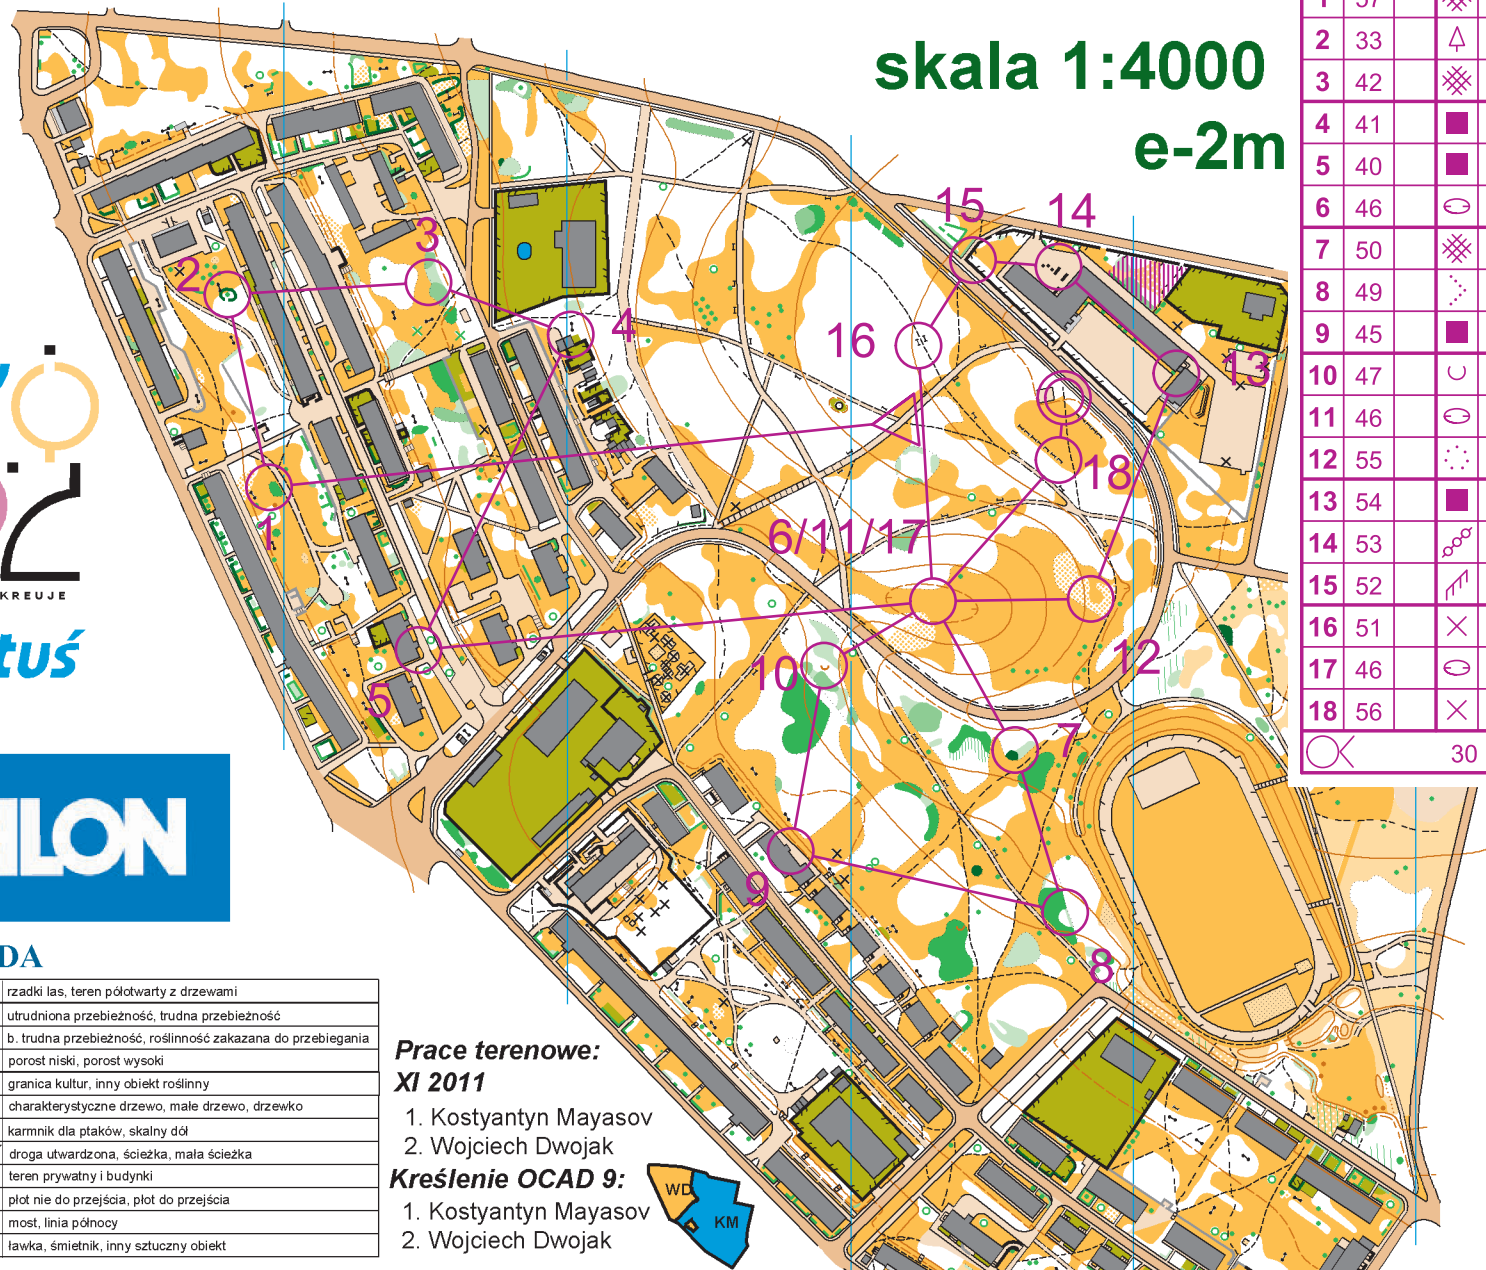 skala 1:4000
e-2m
1 57
2 33
3 42
4 41
5 40
6 46
7 50
8 49
9 45
10 47
11 46
12 55
13 54
14 53
15 52
16 51
17 46
18 56
30
15
14
3
2
4
16
13
18
1
6/11/17
12
10
5
7
9
8
KREUJE
tuś
ILON
DA
rzadki las, teren półotwarty z drzewami
utrudniona przebieżność, trudna przebieżność
b. trudna przebieżność, roślinność zakazana do przebiegania
porost niski, porost wysoki
granica kultur, inny obiekt roślinny
charakterystyczne drzewo, małe drzewo, drzewko
karmnik dla ptaków, skalny dół
droga utwardzona, ścieżka, mała ścieżka
teren prywatny i budynki
płot nie do przejścia, płot do przejścia
most, linia północy
ławka, śmietnik, inny sztuczny obiekt
Prace terenowe:
XI 2011
1. Kostyantyn Mayasov
2. Wojciech Dwojak
Kreślenie OCAD 9:
1. Kostyantyn Mayasov
2. Wojciech Dwojak
WD
KM